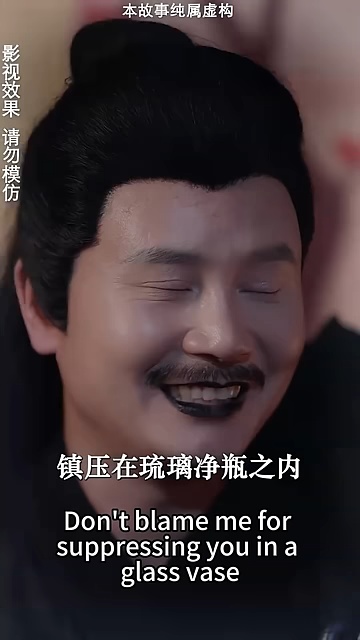 本故事纯属虚构
影视效果 请勿模仿
镇压在琉璃净瓶之内
Don't blame me for
suppressing you in a
glass vase